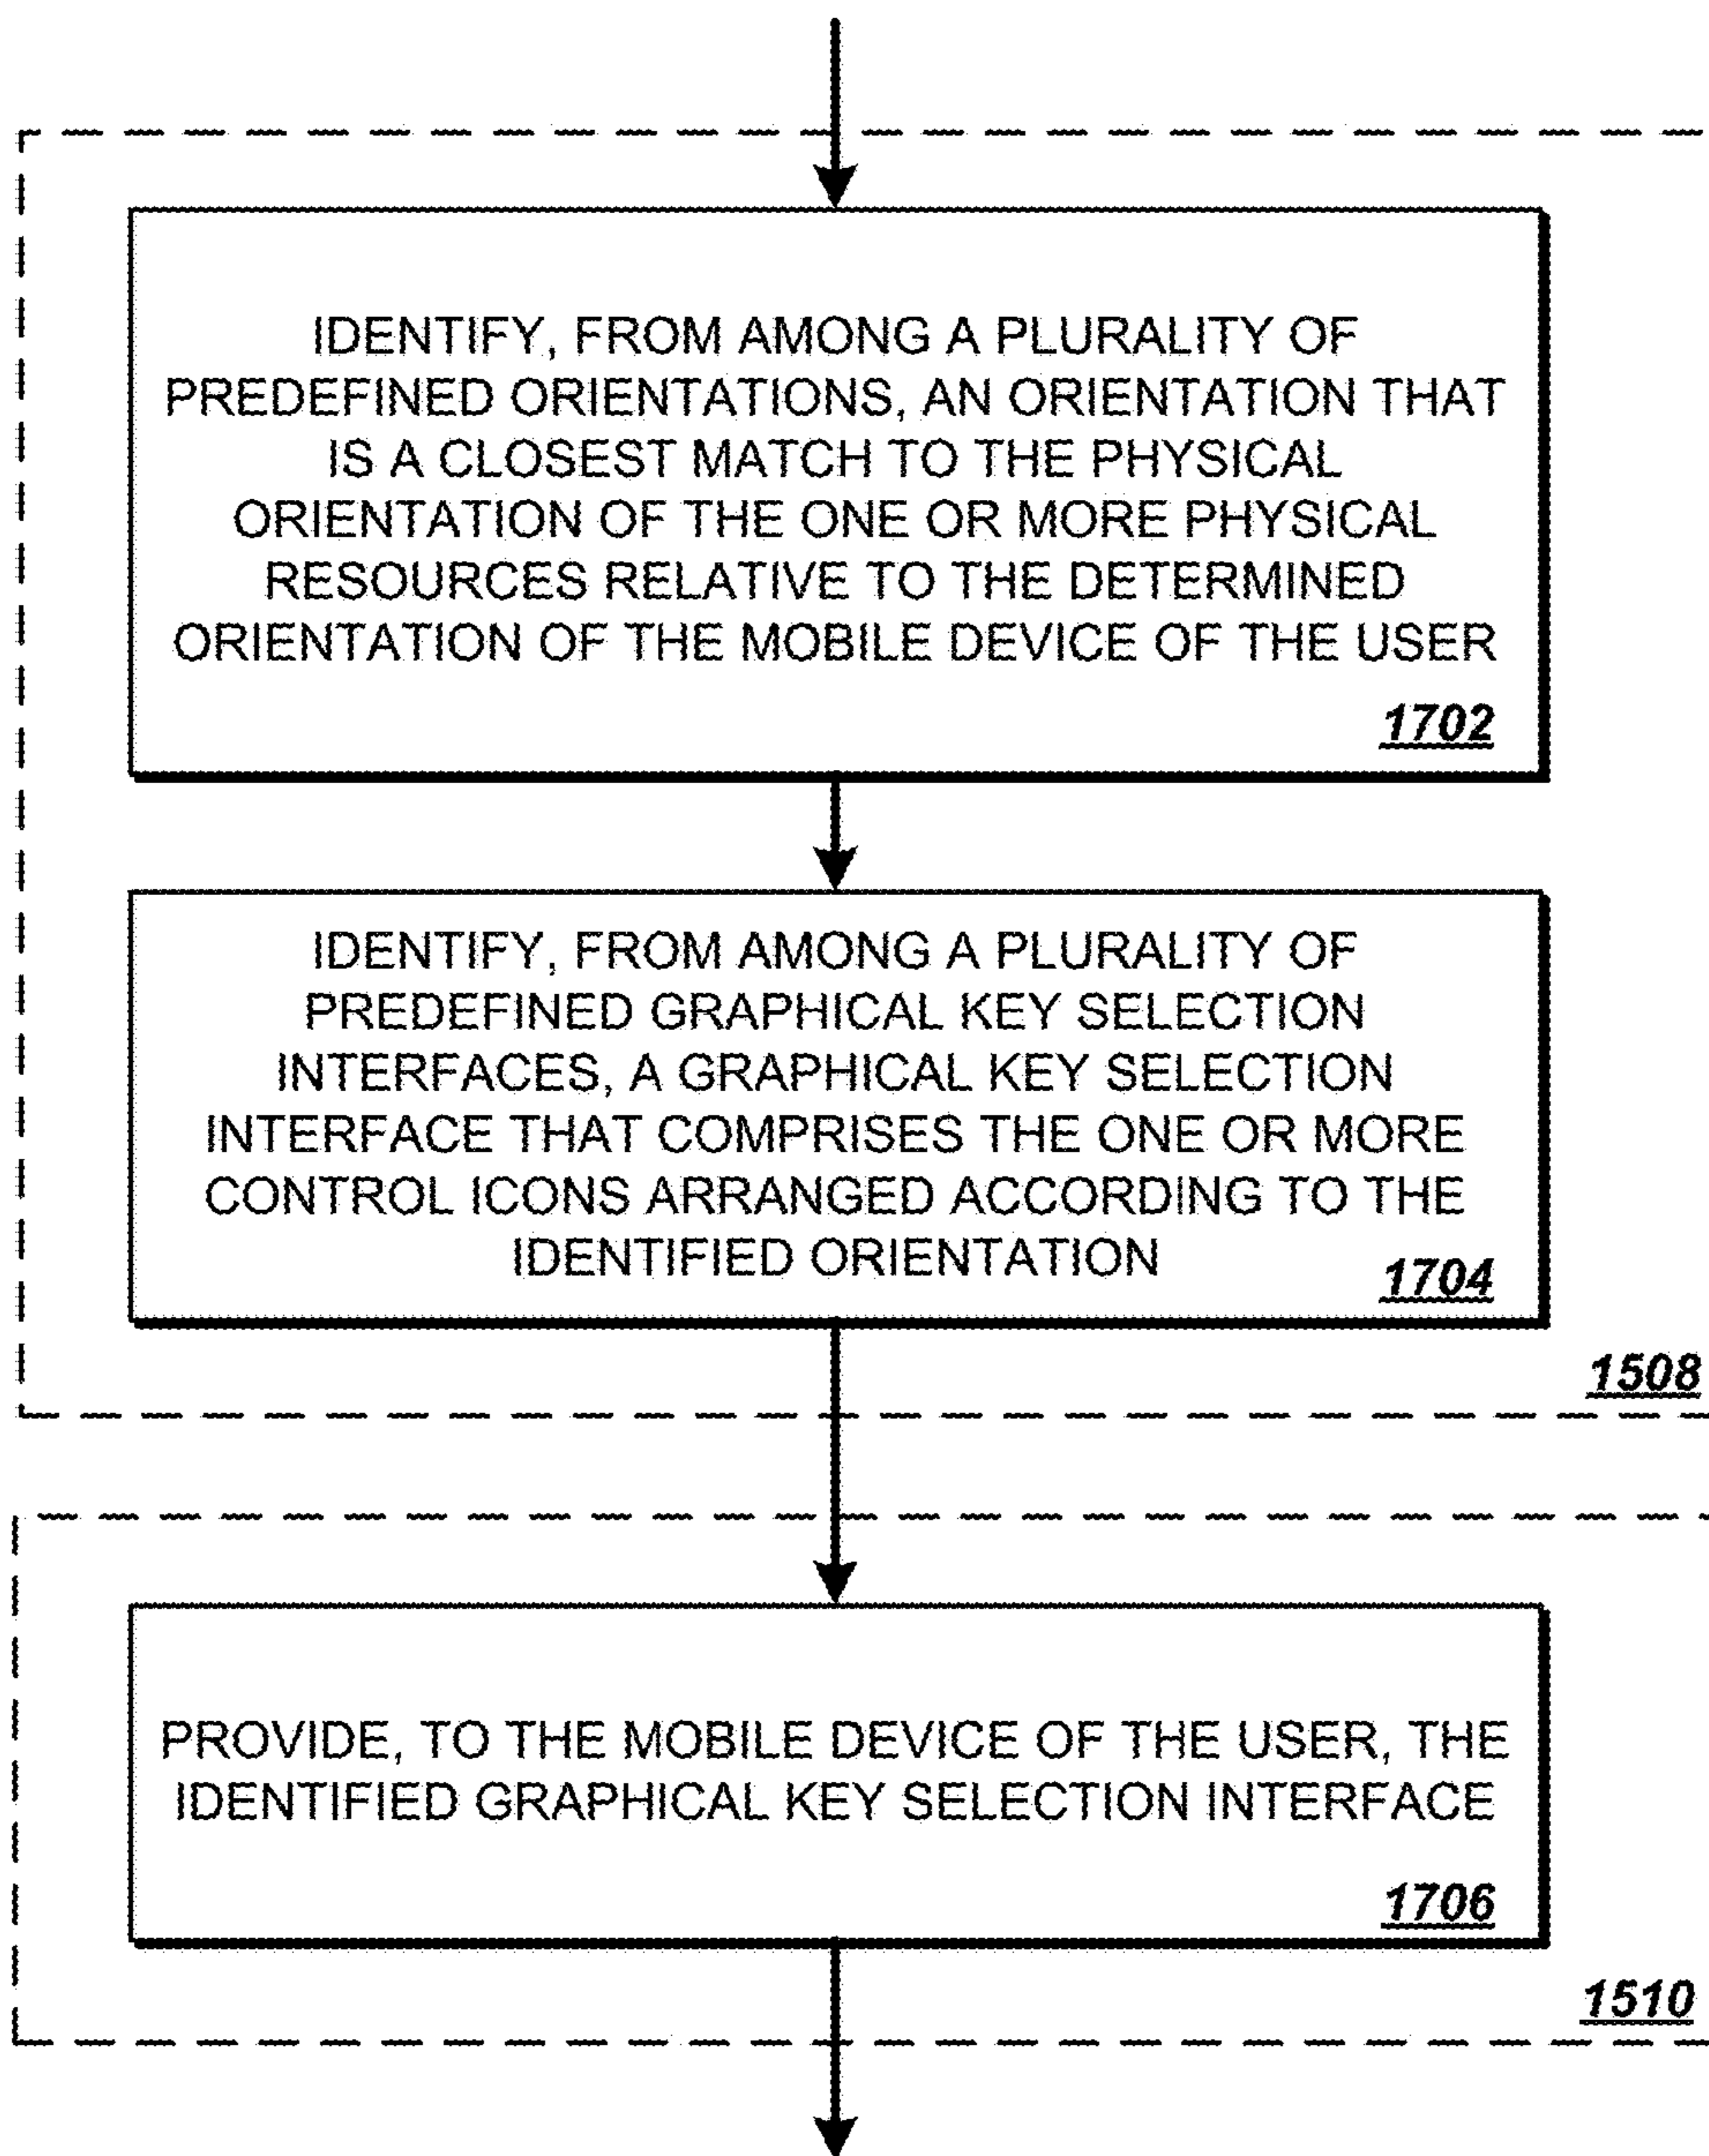 IDENTIFY, FROM AMONG A PLURALITY OF
PREDEFINED ORIENTATIONS, AN ORIENTATION THAT
IS A CLOSEST MATCH TO THE PHYSICAL
ORIENTATION OF THE ONE OR MORE PHYSICAL
RESOURCES RELATIVE TO THE DETERMINED
ORIENTATION OF THE MOBILE DEVICE OF THE USER
1702
IDENTIFY, FROM AMONG A PLURALITY OF
PREDEFINED GRAPHICAL KEY SELECTION
INTERFACES, A GRAPHICAL KEY SELECTION
INTERFACE THAT COMPRISES THE ONE OR MORE
CONTROL ICONS ARRANGED ACCORDING TO THE
IDENTIFIED ORIENTATION
1704
1508
PROVIDE, TO THE MOBILE DEVICE OF THE USER, THE
IDENTIFIED GRAPHICAL KEY SELECTION INTERFACE
1706
1510